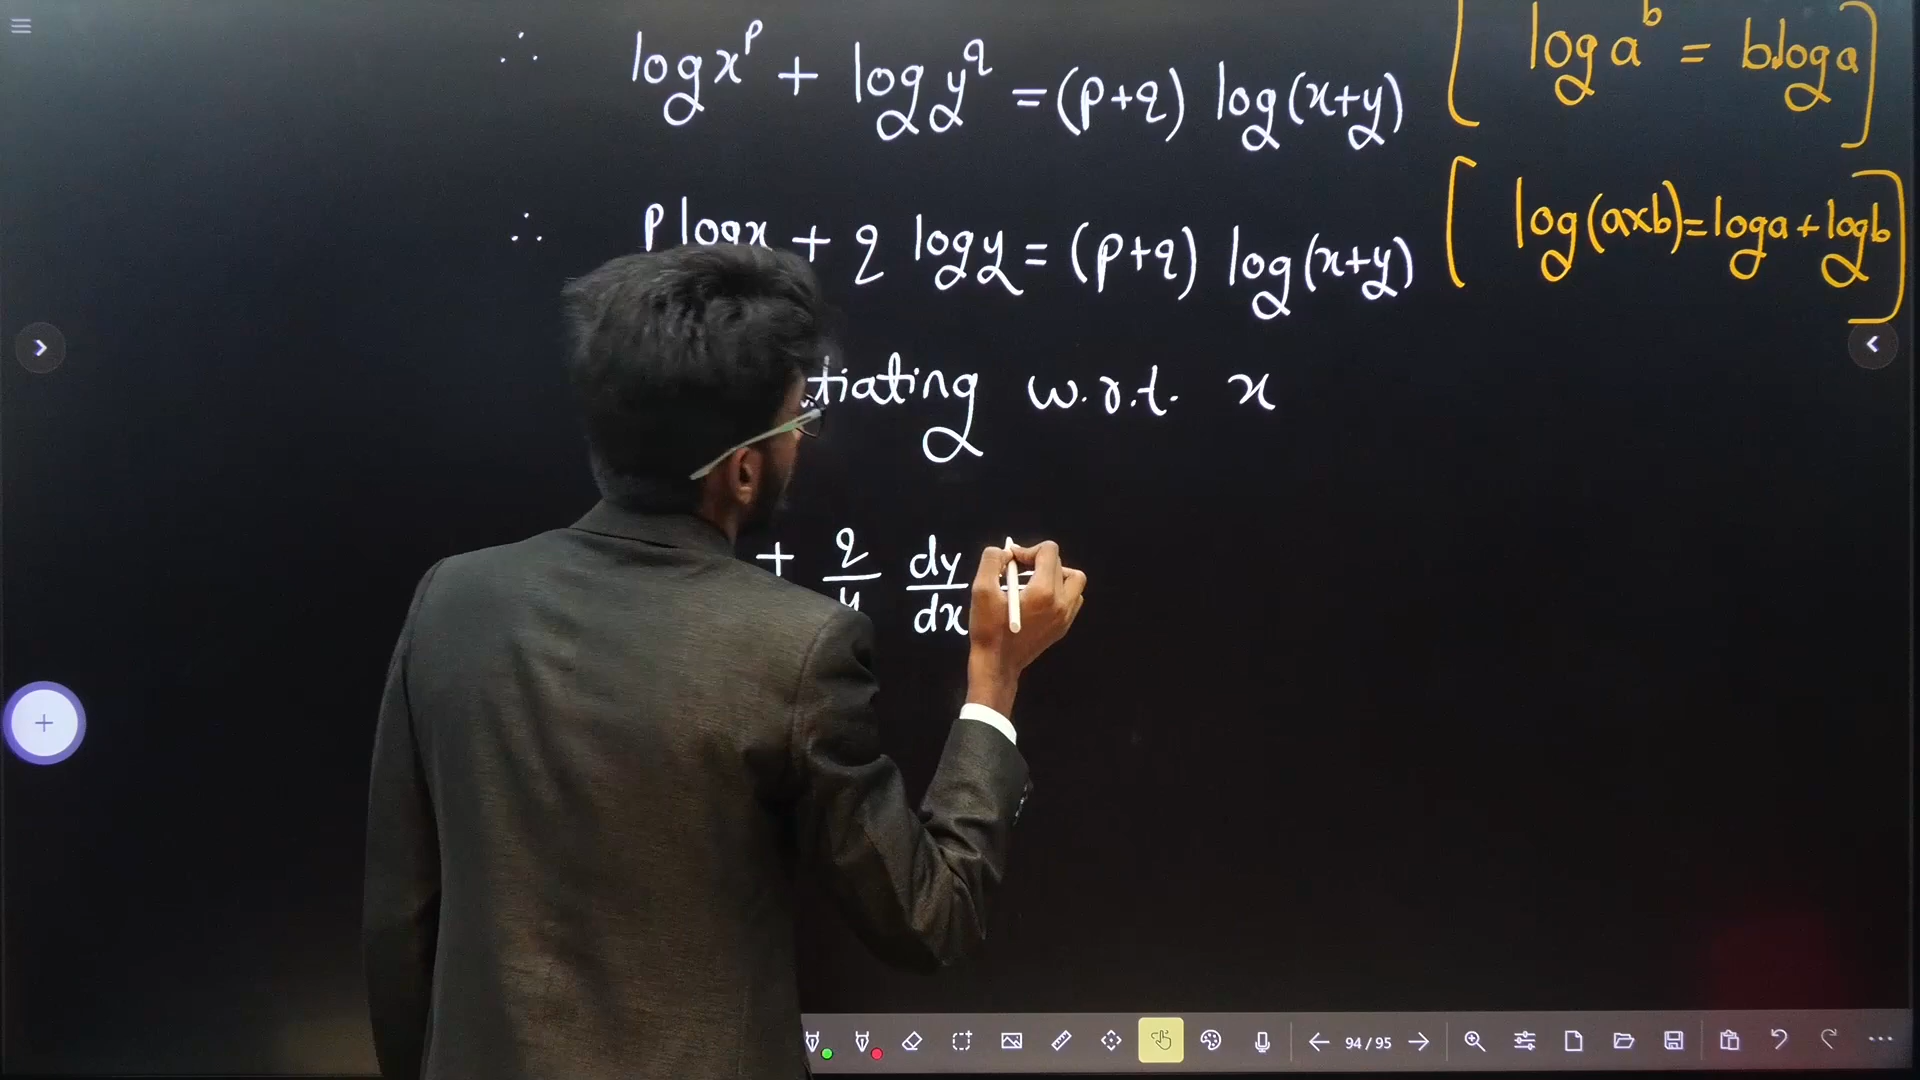 ∴ log x^p + log y^q = (p+q) log(x+y) [log a^b = b.log a]
∴ p log x + q log y = (p+q) log(x+y) [log(a×b) = log a + log b]
tiating w.r.t. x
+ q/y dy/dx =
94/95